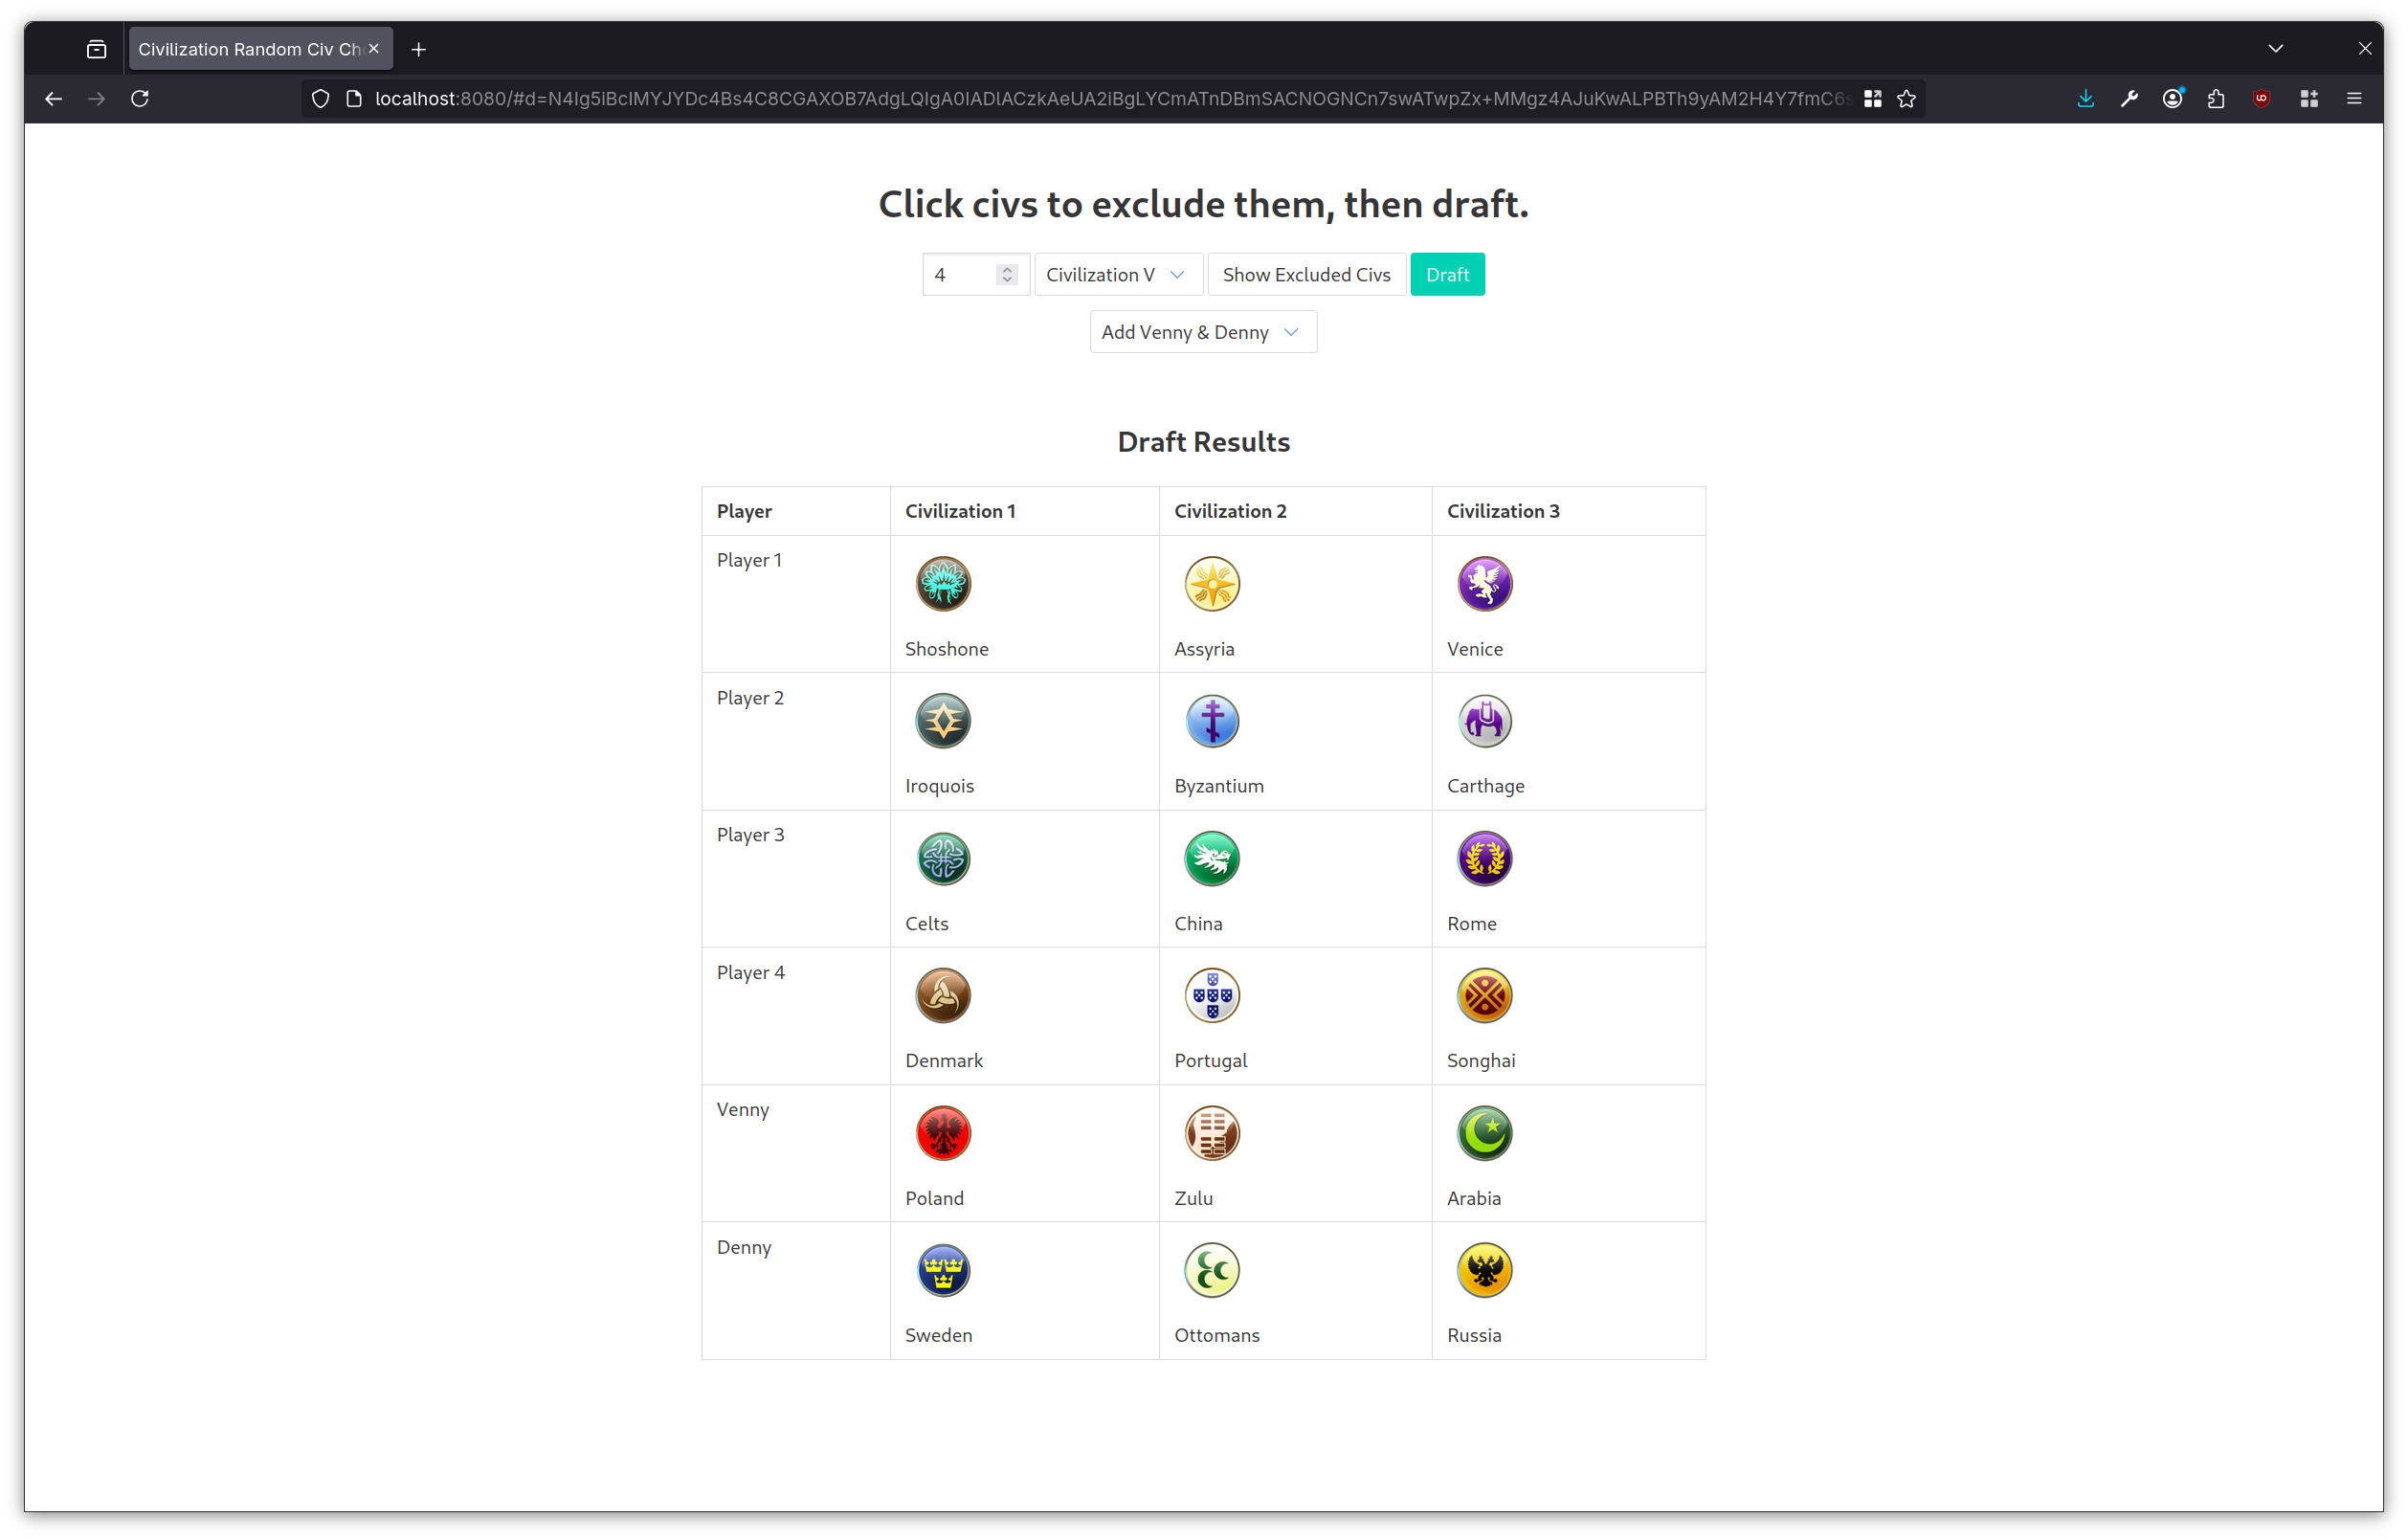 Civilization Random Civ Ch
localhost:8080/#d=
Click civs to exclude them, then draft.
4 Civilization V Show Excluded Civs Draft
Add Venny & Denny
Draft Results
Player Civilization 1 Civilization 2 Civilization 3
Player 1
Shoshone Assyria Venice
Player 2
Iroquois Byzantium Carthage
Player 3
Celts China Rome
Player 4
Denmark Portugal Songhai
Venny
Poland Zulu Arabia
Denny
Sweden Ottomans Russia